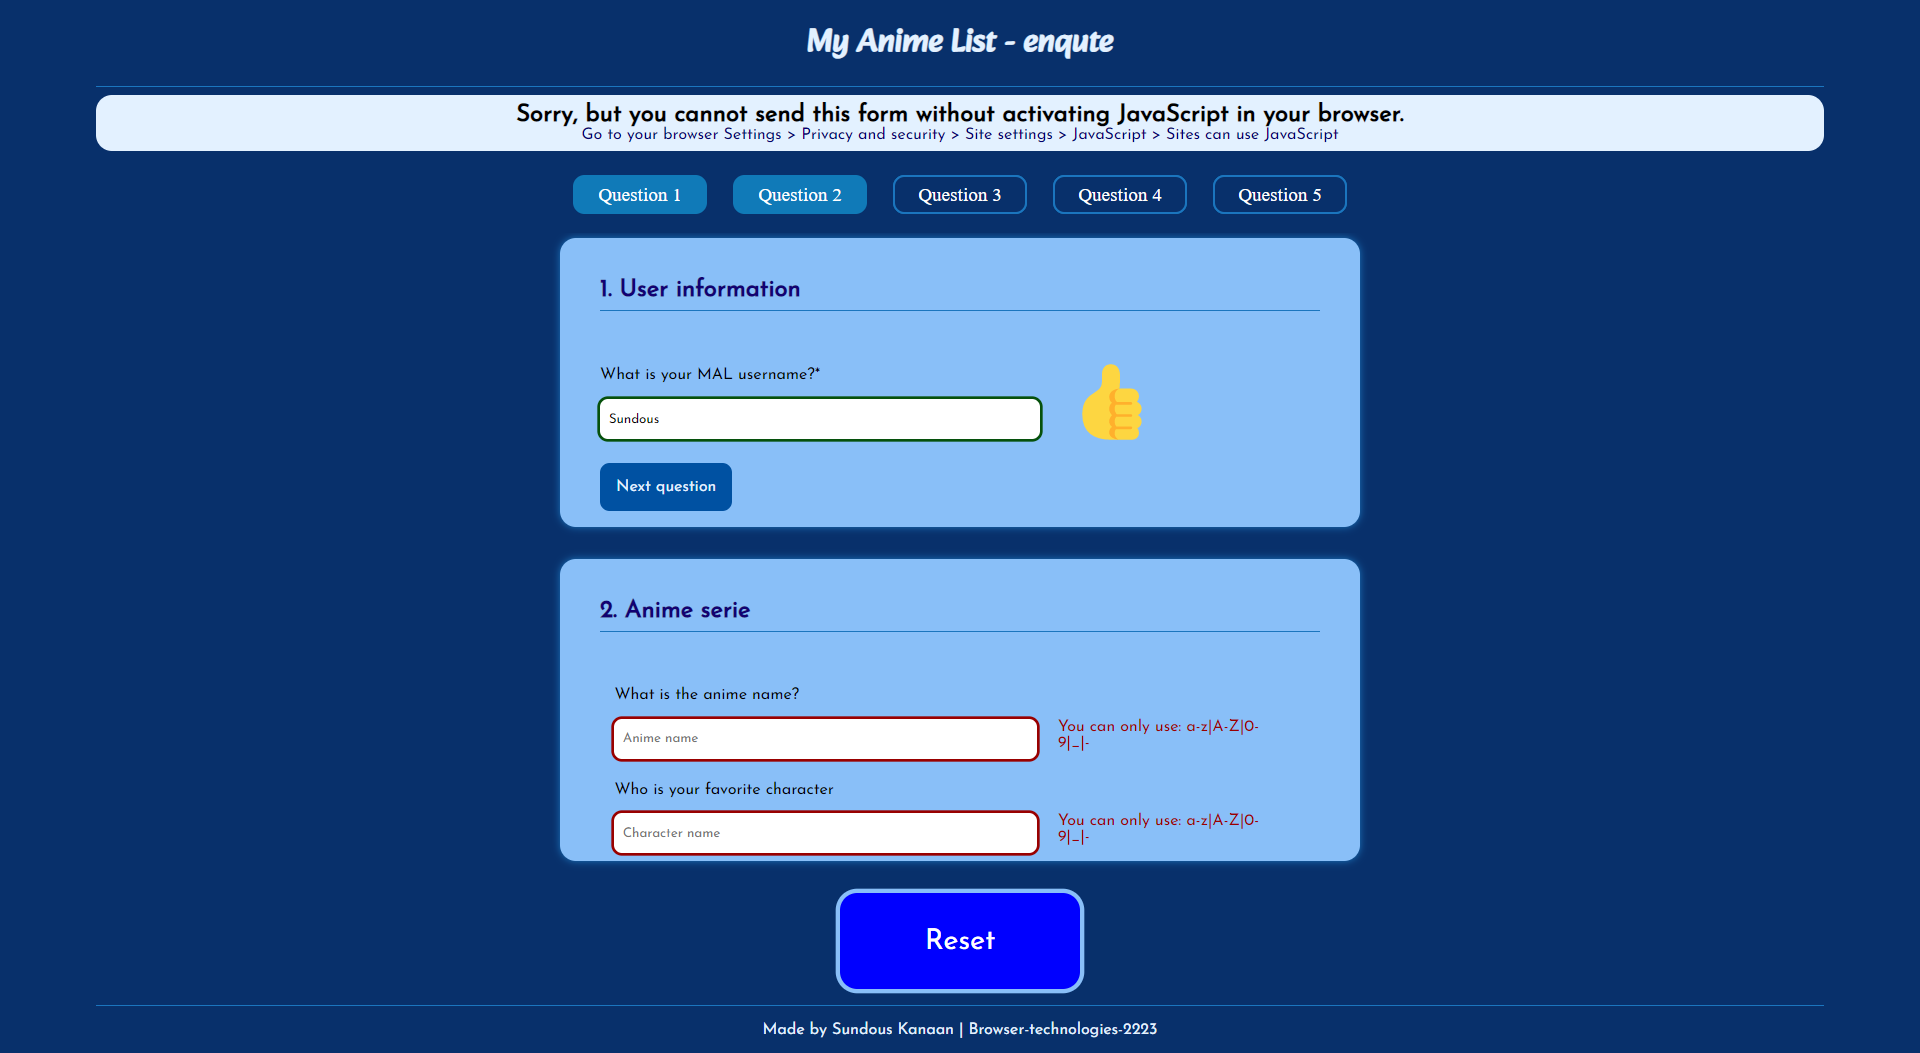 My Anime List - enqute
Sorry, but you cannot send this form without activating JavaScript in your browser.
Go to your browser Settings > Privacy and security > Site settings > JavaScript > Sites can use JavaScript
Question 1
Question 2
Question 3
Question 4
Question 5
1. User information
What is your MAL username?*
Sundous
Next question
2. Anime serie
What is the anime name?
Anime name
You can only use: a-z|A-Z|0-
9|_|-
Who is your favorite character
Character name
You can only use: a-z|A-Z|0-
9|_|-
Reset
Made by Sundous Kanaan | Browser-technologies-2223